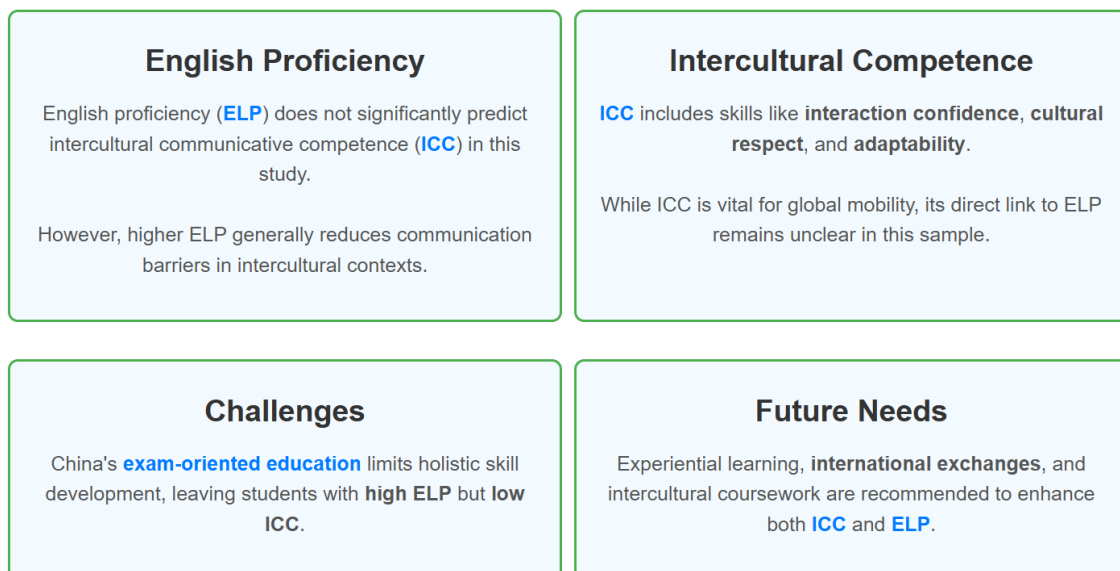 English Proficiency
English proficiency (ELP) does not significantly predict
intercultural communicative competence (ICC) in this
study.
However, higher ELP generally reduces communication
barriers in intercultural contexts.
Intercultural Competence
ICC includes skills like interaction confidence, cultural
respect, and adaptability.
While ICC is vital for global mobility, its direct link to ELP
remains unclear in this sample.
Challenges
China's exam-oriented education limits holistic skill
development, leaving students with high ELP but low
ICC.
Future Needs
Experiential learning, international exchanges, and
intercultural coursework are recommended to enhance
both ICC and ELP.